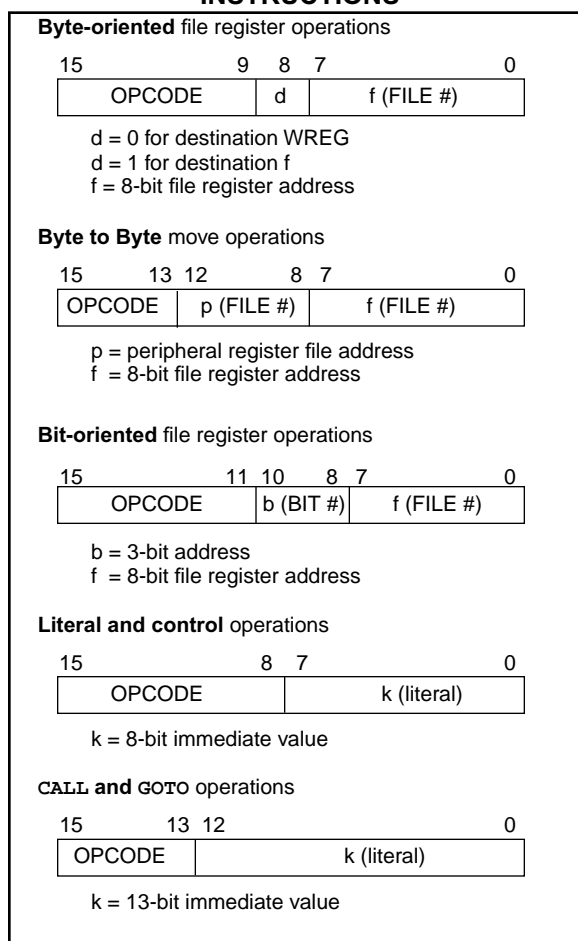 INSTRUCTIONS
Byte-oriented file register operations
15 9 8 7 0
OPCODE d f (FILE #)
d = 0 for destination WREG
d = 1 for destination f
f = 8-bit file register address
Byte to Byte move operations
15 13 12 8 7 0
OPCODE p (FILE #) f (FILE #)
p = peripheral register file address
f = 8-bit file register address
Bit-oriented file register operations
15 11 10 8 7 0
OPCODE b (BIT #) f (FILE #)
b = 3-bit address
f = 8-bit file register address
Literal and control operations
15 8 7 0
OPCODE k (literal)
k = 8-bit immediate value
CALL and GOTO operations
15 13 12 0
OPCODE k (literal)
k = 13-bit immediate value